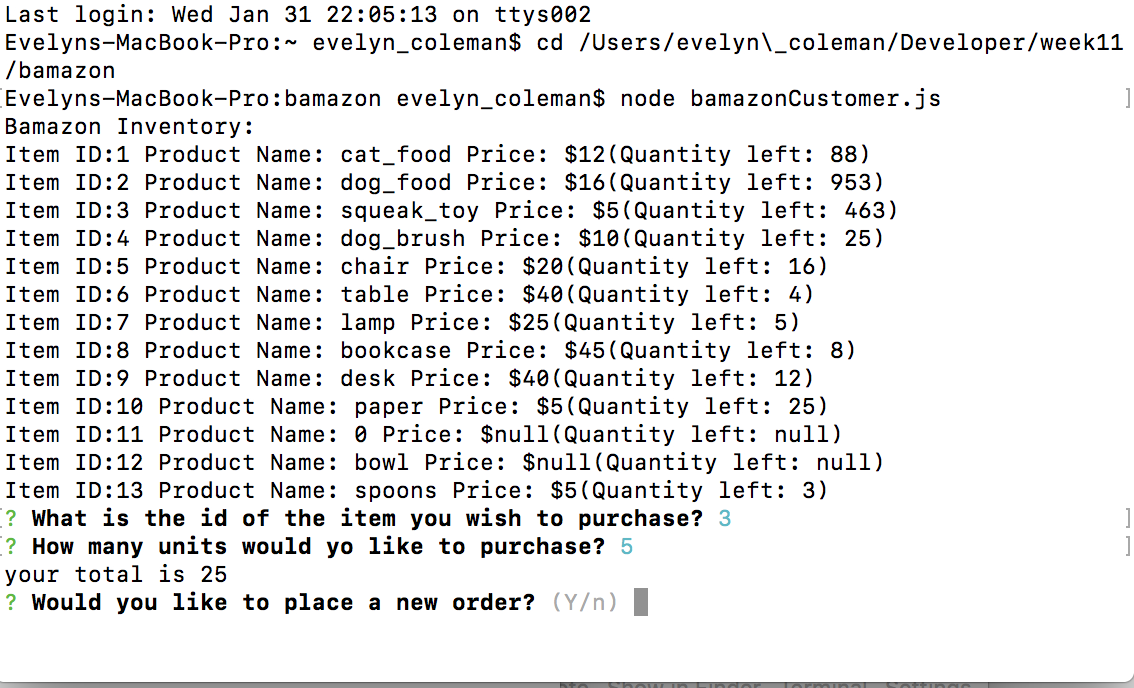 Last login: Wed Jan 31 22:05:13 on ttys002
Evelyns-MacBook-Pro:~ evelyn_coleman$ cd /Users/evelyn\_coleman/Developer/week11
/bamazon
[Evelyns-MacBook-Pro:bamazon evelyn_coleman$ node bamazonCustomer.js ]
Bamazon Inventory:
Item ID:1 Product Name: cat_food Price: $12(Quantity left: 88)
Item ID:2 Product Name: dog_food Price: $16(Quantity left: 953)
Item ID:3 Product Name: squeak_toy Price: $5(Quantity left: 463)
Item ID:4 Product Name: dog_brush Price: $10(Quantity left: 25)
Item ID:5 Product Name: chair Price: $20(Quantity left: 16)
Item ID:6 Product Name: table Price: $40(Quantity left: 4)
Item ID:7 Product Name: lamp Price: $25(Quantity left: 5)
Item ID:8 Product Name: bookcase Price: $45(Quantity left: 8)
Item ID:9 Product Name: desk Price: $40(Quantity left: 12)
Item ID:10 Product Name: paper Price: $5(Quantity left: 25)
Item ID:11 Product Name: 0 Price: $null(Quantity left: null)
Item ID:12 Product Name: bowl Price: $null(Quantity left: null)
Item ID:13 Product Name: spoons Price: $5(Quantity left: 3)
[? What is the id of the item you wish to purchase? 3 ]
[? How many units would yo like to purchase? 5 ]
your total is 25
? Would you like to place a new order? (Y/n)
Show in Finder Terminal Settings